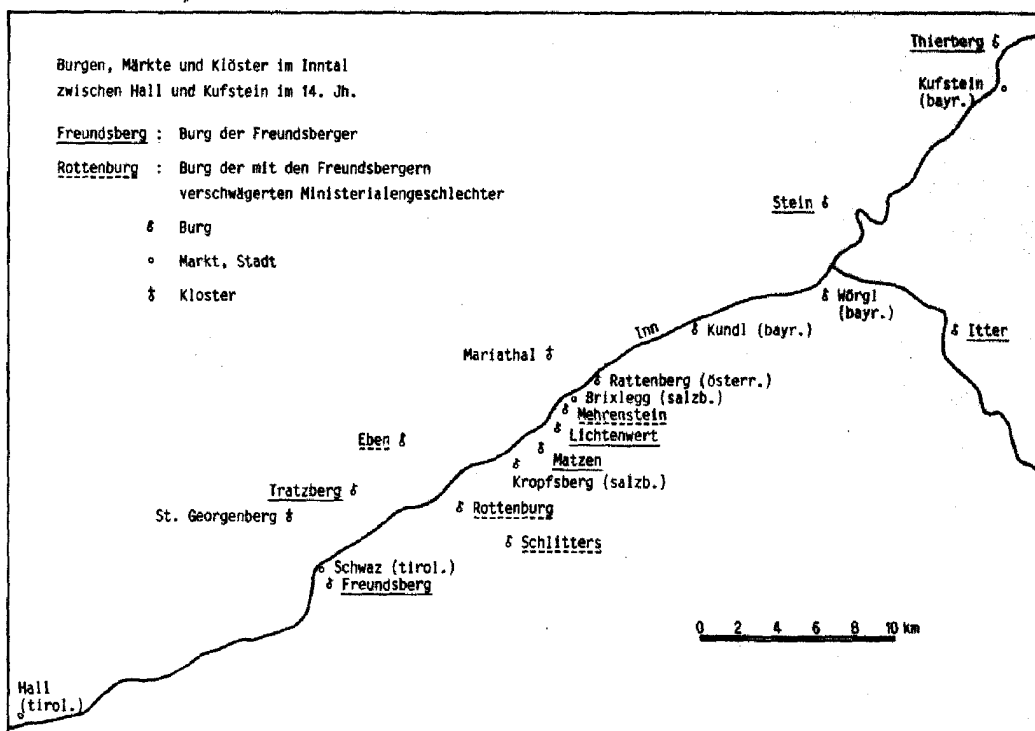 Burgen, Märkte und Klöster im Inntal
zwischen Hall und Kufstein im 14. Jh.
Freundsberg : Burg der Freundsberger
Rottenburg : Burg der mit den Freundsbergern
verschwägerten Ministerialengeschlechter
Burg
Markt, Stadt
Kloster
Thierberg
Kufstein
(bayr.)
Stein
Wörgl
(bayr.)
Itter
Inn
Kundl (bayr.)
Mariathal
Rattenberg (österr.)
Brixlegg (salzb.)
Mehrenstein
Lichtenwert
Eben
Matzen
Kropfsberg (salzb.)
Tratzberg
Rottenburg
St. Georgenberg
Schlitters
Schwaz (tirol.)
Freundsberg
0 2 4 6 8 10 km
Hall
(tirol.)